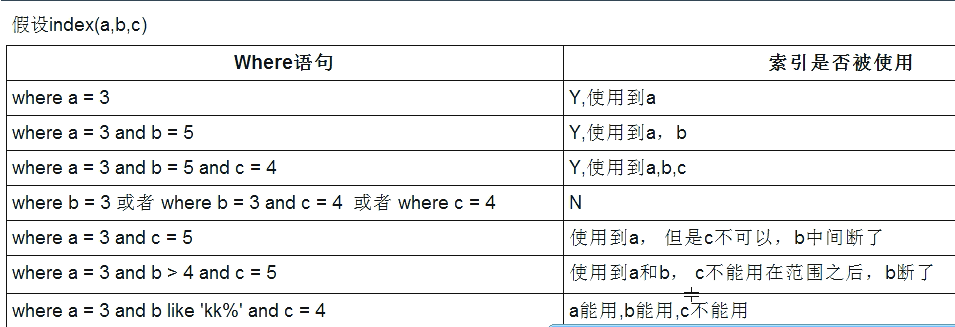 假设index(a,b,c)
Where语句 索引是否被使用
where a = 3 Y,使用到a
where a = 3 and b = 5 Y,使用到a，b
where a = 3 and b = 5 and c = 4 Y,使用到a,b,c
where b = 3 或者 where b = 3 and c = 4 或者 where c = 4 N
where a = 3 and c = 5 使用到a， 但是c不可以，b中间断了
where a = 3 and b > 4 and c = 5 使用到a和b， c不能用在范围之后，b断了
where a = 3 and b like 'kk%' and c = 4 a能用,b能用,c不能用